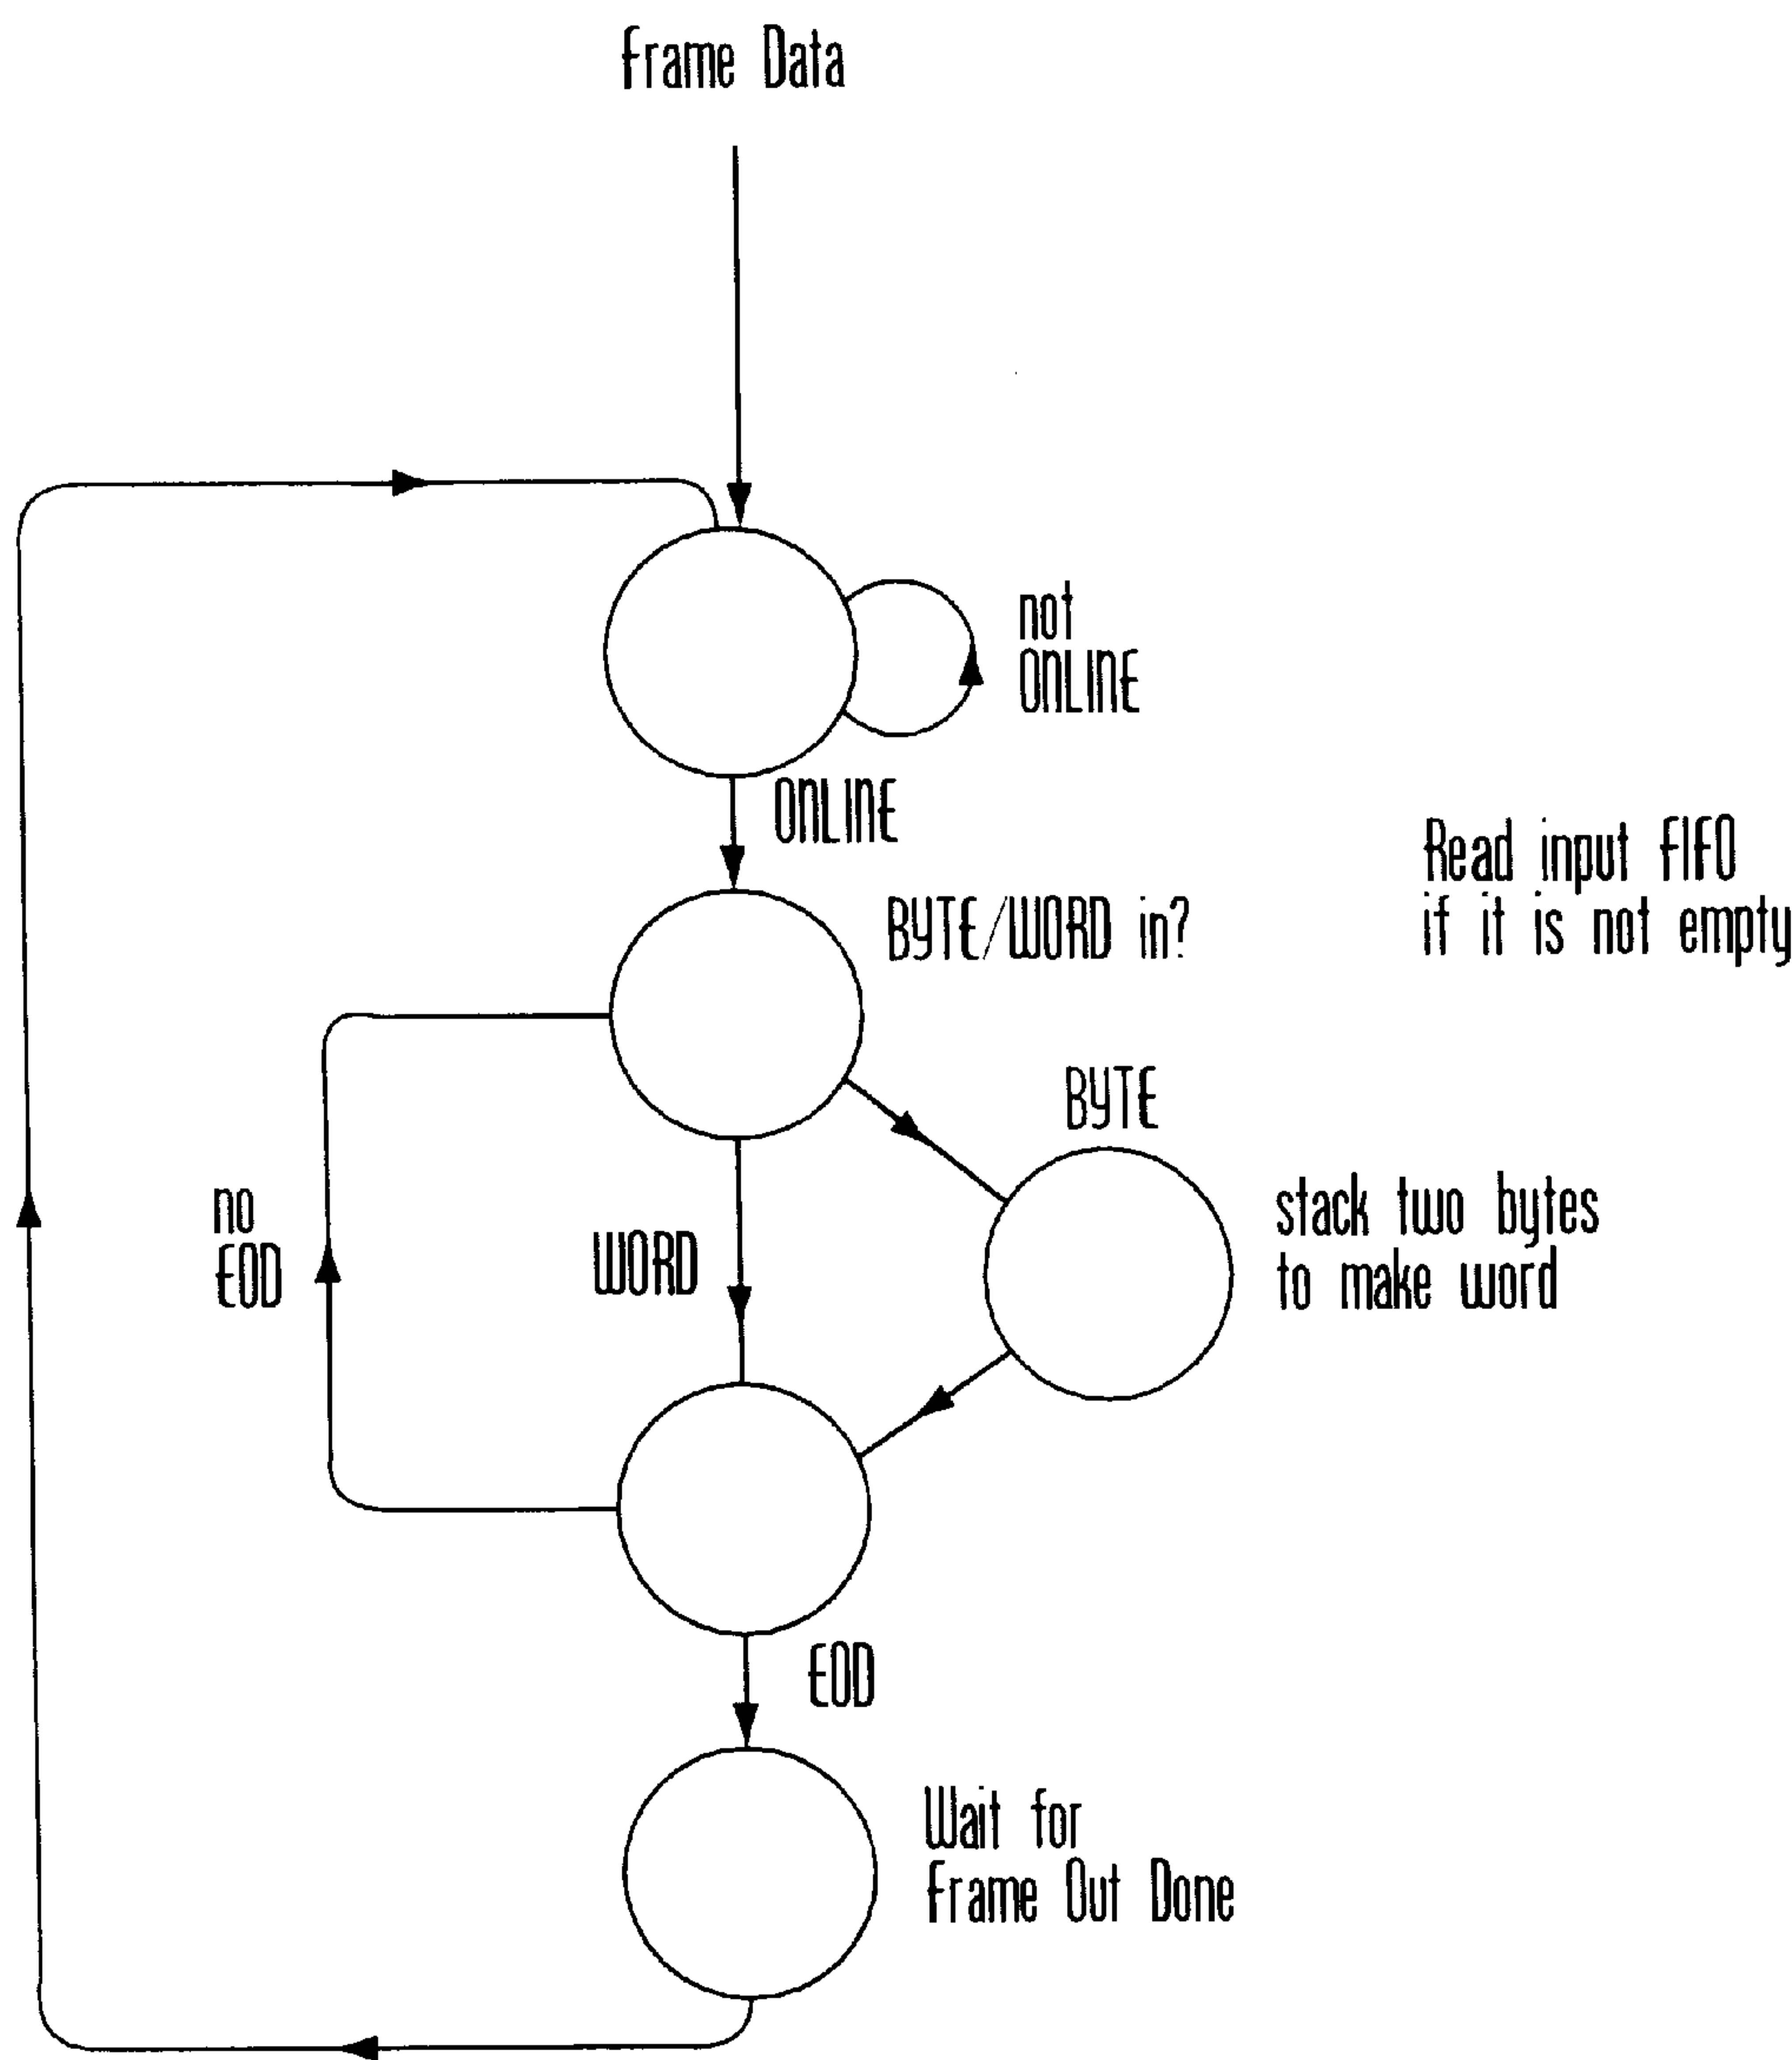 Frame Data
not
ONLINE
ONLINE
BYTE/WORD in?
Read input FIFO
if it is not empty
BYTE
no
EOD
WORD
stack two bytes
to make word
EOD
Wait for
Frame Out Done